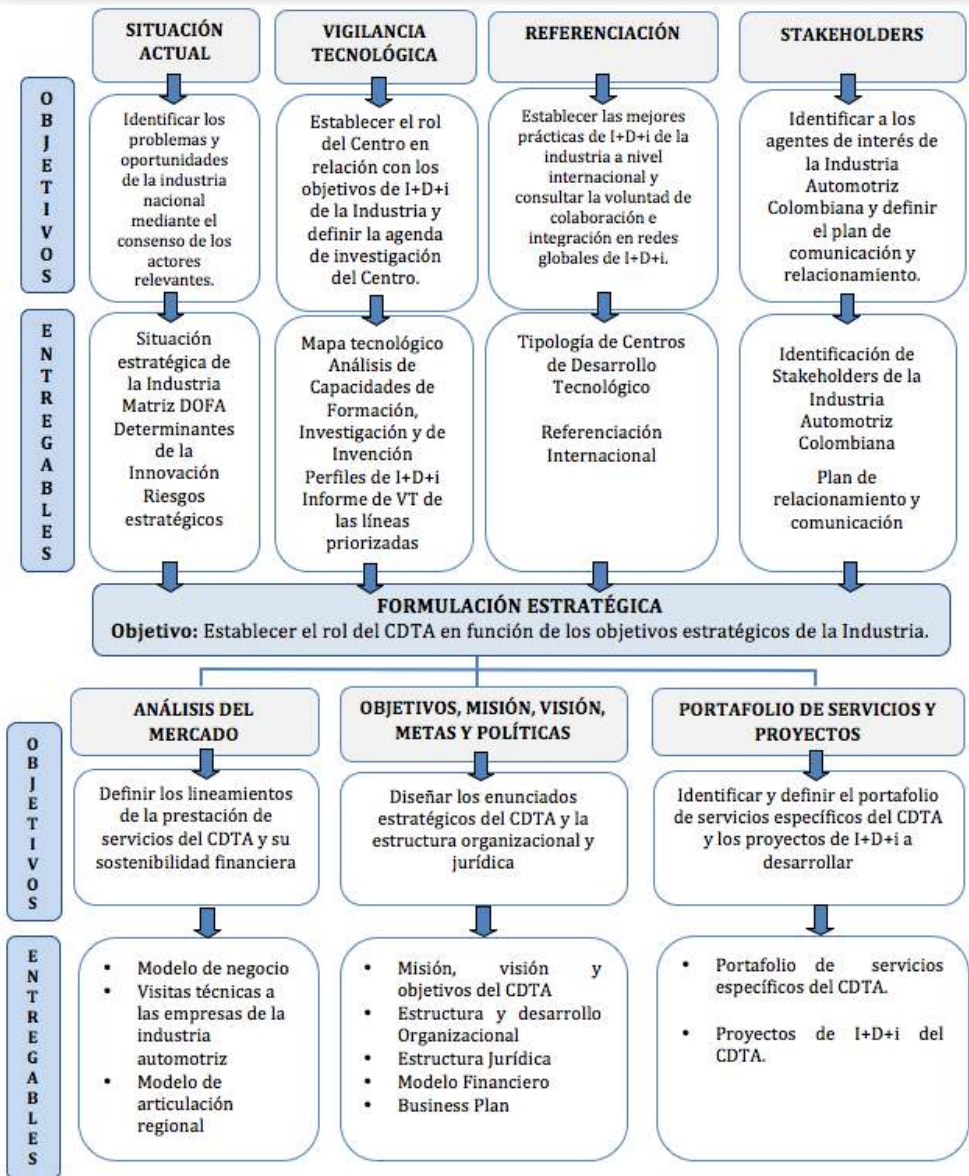 SITUACIÓN
ACTUAL
VIGILANCIA
TECNOLÓGICA
REFERENCIACIÓN
STAKEHOLDERS
OBJETIVOS
Identificar los
problemas y
oportunidades
de la industria
nacional
mediante el
consenso de los
actores
relevantes.
Establecer el rol
del Centro en
relación con los
objetivos de I+D+i
de la Industria y
definir la agenda
de investigación
del Centro.
Establecer las mejores
prácticas de I+D+i de la
industria a nivel
internacional y
consultar la voluntad de
colaboración e
integración en redes
globales de I+D+i.
Identificar a los
agentes de interés de
la Industria
Automotriz
Colombiana y definir
el plan de
comunicación y
relacionamiento.
ENTREGABLES
Situación
estratégica de
la Industria
Matriz DOFA
Determinantes
de la
Innovación
Riesgos
estratégicos
Mapa tecnológico
Análisis de
Capacidades de
Formación,
Investigación y de
Invención
Perfiles de I+D+i
Informe de VT de
las líneas
priorizadas
Tipología de Centros
de Desarrollo
Tecnológico
Referenciación
Internacional
Identificación de
Stakeholders de la
Industria
Automotriz
Colombiana
Plan de
relacionamiento y
comunicación
FORMULACIÓN ESTRATÉGICA
Objetivo: Establecer el rol del CDTA en función de los objetivos estratégicos de la Industria.
ANÁLISIS DEL
MERCADO
OBJETIVOS, MISIÓN, VISIÓN,
METAS Y POLÍTICAS
PORTAFOLIO DE SERVICIOS Y
PROYECTOS
OBJETIVOS
Definir los lineamientos
de la prestación de
servicios del CDTA y su
sostenibilidad financiera
Diseñar los enunciados
estratégicos del CDTA y la
estructura organizacional y
jurídica
Identificar y definir el portafolio
de servicios específicos del CDTA
y los proyectos de I+D+i a
desarrollar
ENTREGABLES
• Modelo de negocio
• Visitas técnicas a
las empresas de la
industria
automotriz
• Modelo de
articulación
regional
• Misión, visión y
objetivos del CDTA
• Estructura y desarrollo
Organizacional
• Estructura Jurídica
• Modelo Financiero
• Business Plan
• Portafolio de servicios
específicos del CDTA.
• Proyectos de I+D+i del
CDTA.